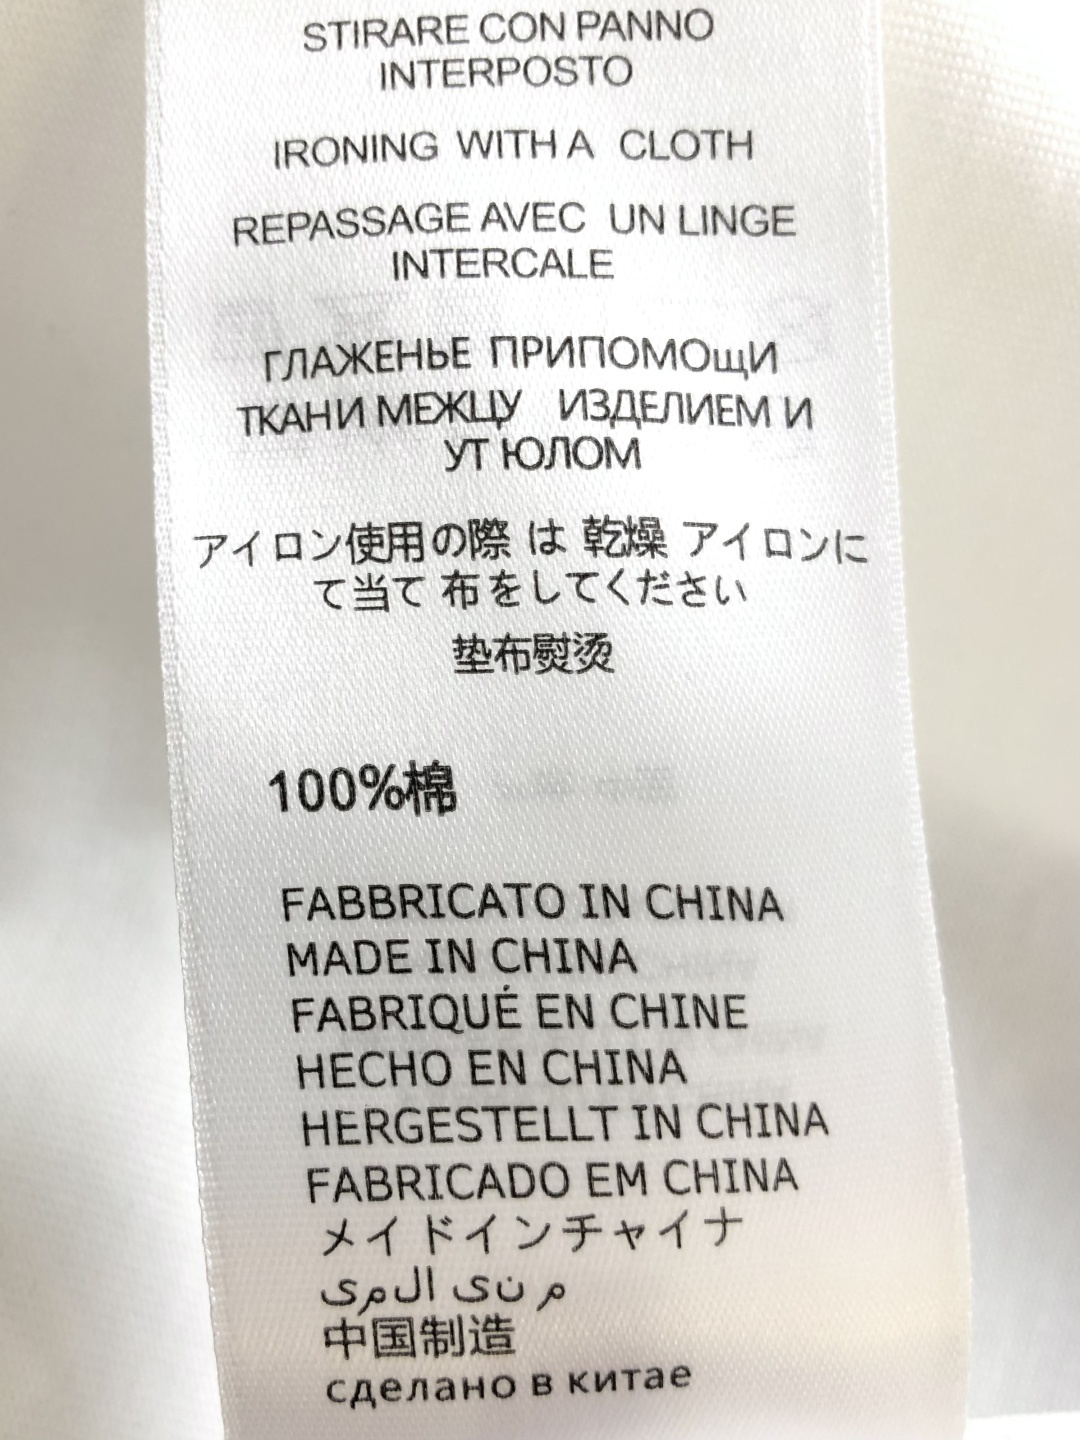 STIRARE CON PANNO
INTERPOSTO
IRONING WITH A CLOTH
REPASSAGE AVEC UN LINGE
INTERCALE
ГЛАЖЕНЬЕ ПРИПОМОщИ
ТКАНИ МЕЖЦУ ИЗДЕЛИЕМ И
УТ ЮЛОМ
アイロン使用の際 は 乾燥 アイロンに
て当て 布をしてください
垫布熨烫
100%棉
FABBRICATO IN CHINA
MADE IN CHINA
FABRIQUÉ EN CHINE
HECHO EN CHINA
HERGESTELLT IN CHINA
FABRICADO EM CHINA
メイドインチャイナ
م نى المى
中国制造
сделано в китае